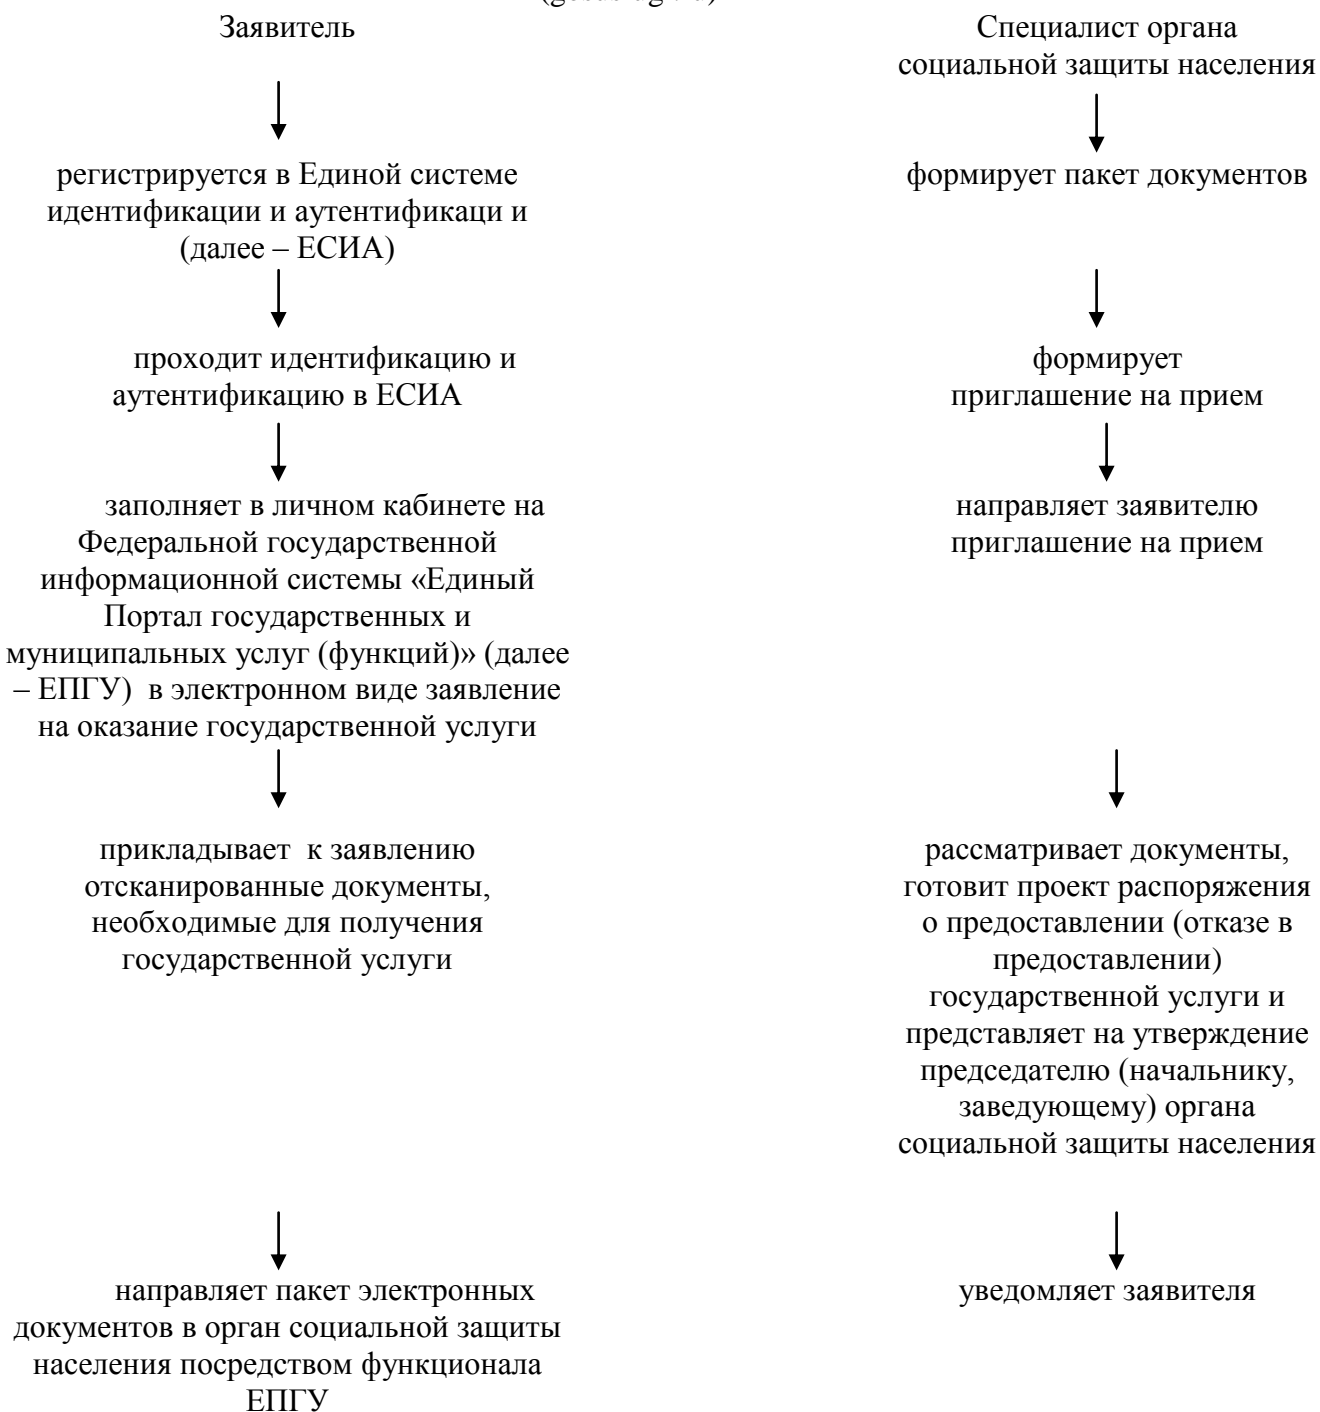 Заявитель
регистрируется в Единой системе
идентификации и аутентификаци и
(далее – ЕСИА)
проходит идентификацию и
аутентификацию в ЕСИА
заполняет в личном кабинете на
Федеральной государственной
информационной системы «Единый
Портал государственных и
муниципальных услуг (функций)» (далее
– ЕПГУ) в электронном виде заявление
на оказание государственной услуги
прикладывает к заявлению
отсканированные документы,
необходимые для получения
государственной услуги
направляет пакет электронных
документов в орган социальной защиты
населения посредством функционала
ЕПГУ
Специалист органа
социальной защиты населения
формирует пакет документов
формирует
приглашение на прием
направляет заявителю
приглашение на прием
рассматривает документы,
готовит проект распоряжения
о предоставлении (отказе в
предоставлении)
государственной услуги и
представляет на утверждение
председателю (начальнику,
заведующему) органа
социальной защиты населения
уведомляет заявителя